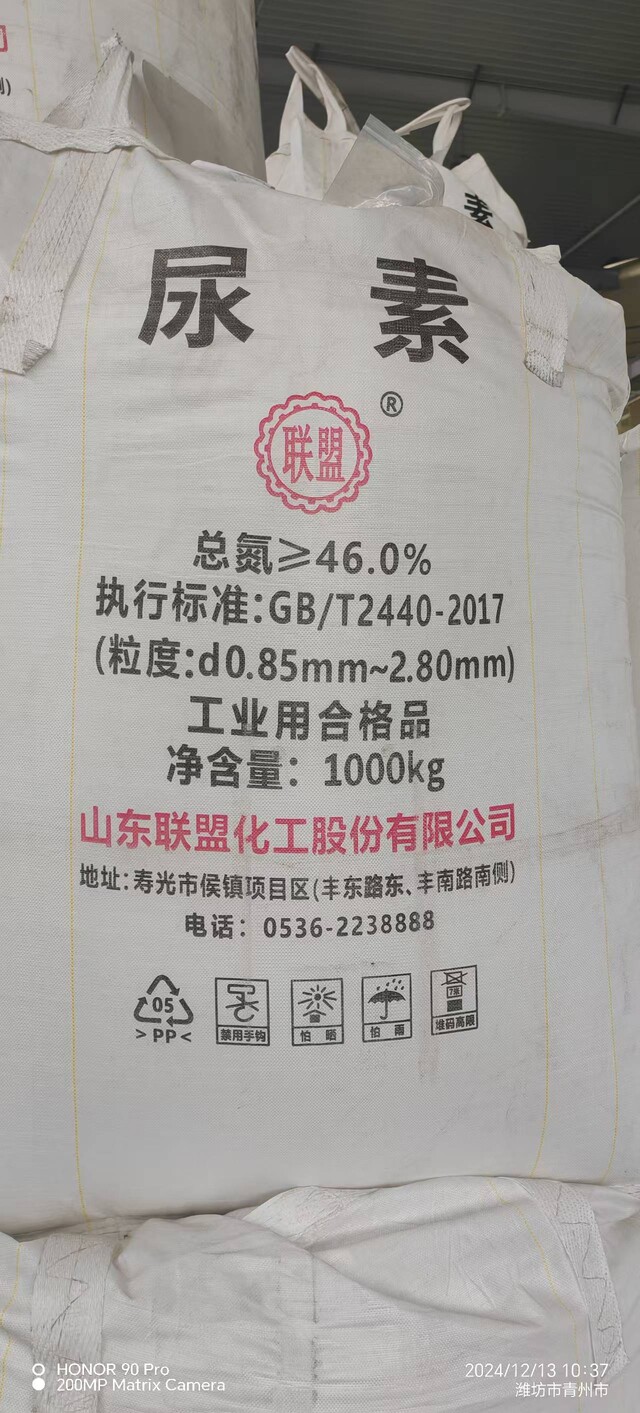 素
尿 素
联盟
®
总氮≥46.0%
执行标准:GB/T2440-2017
(粒度:d0.85mm~2.80mm)
工业用合格品
净含量: 1000kg
山东联盟化工股份有限公司
地址:寿光市侯镇项目区(丰东路东、丰南路南侧)
电话: 0536-2238888
05
>PP<
禁用手钩
怕 晒
怕 雨
堆码高限
HONOR 90 Pro
200MP Matrix Camera
2024/12/13 10:37
潍坊市青州市